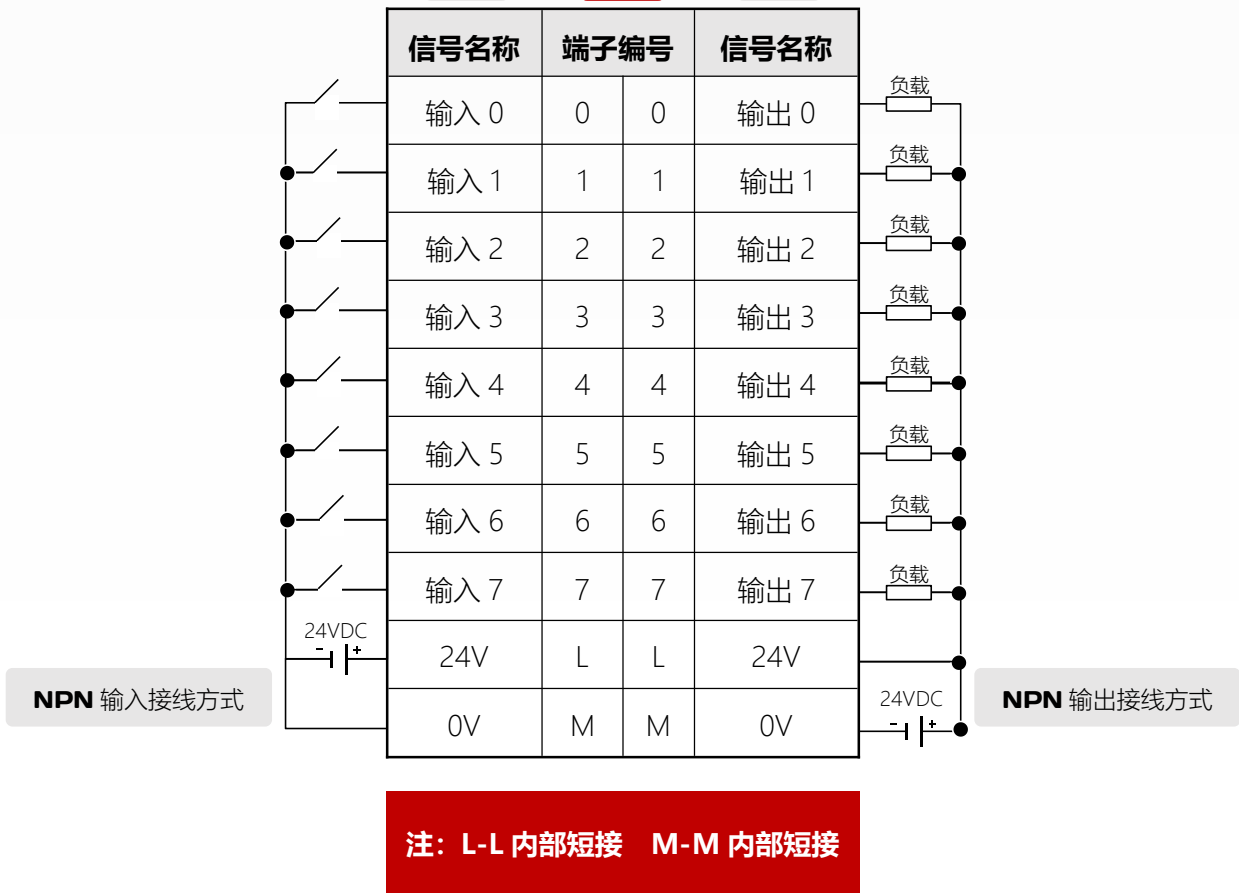 信号名称 端子编号 信号名称
输入 0 0 0 输出 0 负载
输入 1 1 1 输出 1 负载
输入 2 2 2 输出 2 负载
输入 3 3 3 输出 3 负载
输入 4 4 4 输出 4 负载
输入 5 5 5 输出 5 负载
输入 6 6 6 输出 6 负载
输入 7 7 7 输出 7 负载
24VDC
- +
24V L L 24V
NPN 输入接线方式
0V M M 0V
24VDC
- +
NPN 输出接线方式
注：L-L 内部短接 M-M 内部短接